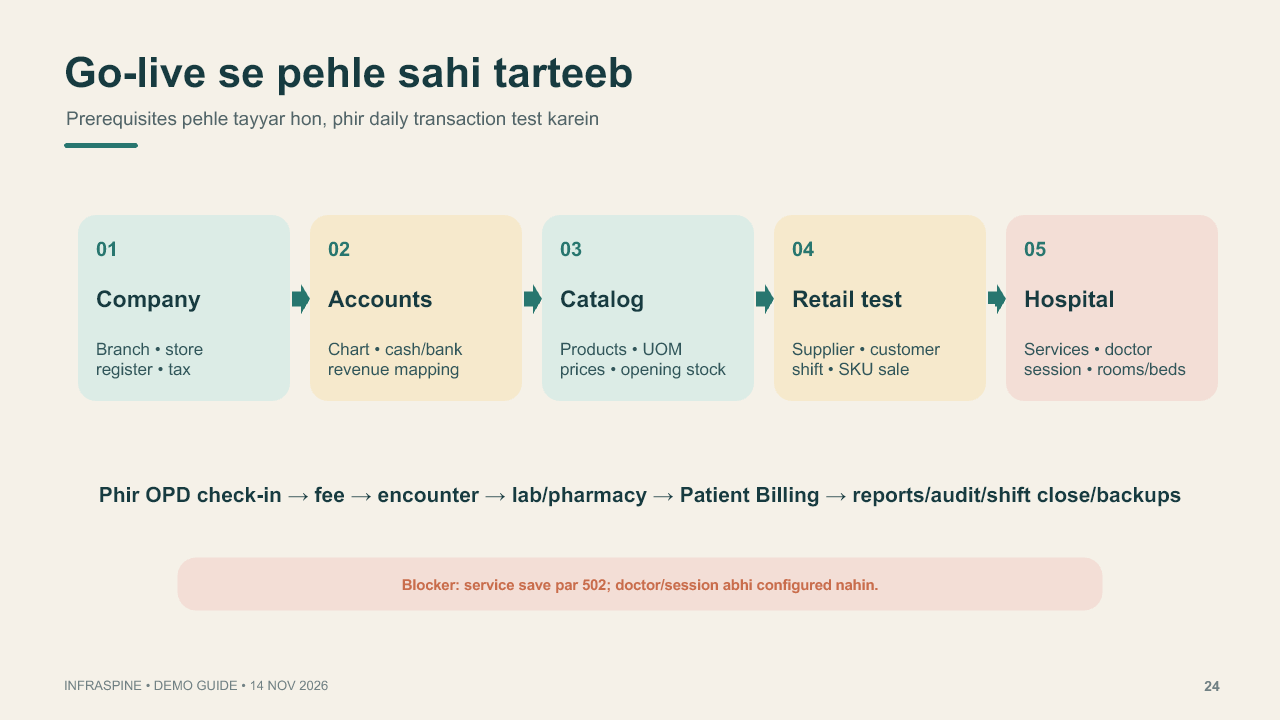 Go-live se pehle sahi tarteeb
Prerequisites pehle tayyar hon, phir daily transaction test karein
01
Company
Branch • store
register • tax
02
Accounts
Chart • cash/bank
revenue mapping
03
Catalog
Products • UOM
prices • opening stock
04
Retail test
Supplier • customer
shift • SKU sale
05
Hospital
Services • doctor
session • rooms/beds
Phir OPD check-in → fee → encounter → lab/pharmacy → Patient Billing → reports/audit/shift close/backups
Blocker: service save par 502; doctor/session abhi configured nahin.
INFRASPINE • DEMO GUIDE • 14 NOV 2026
24